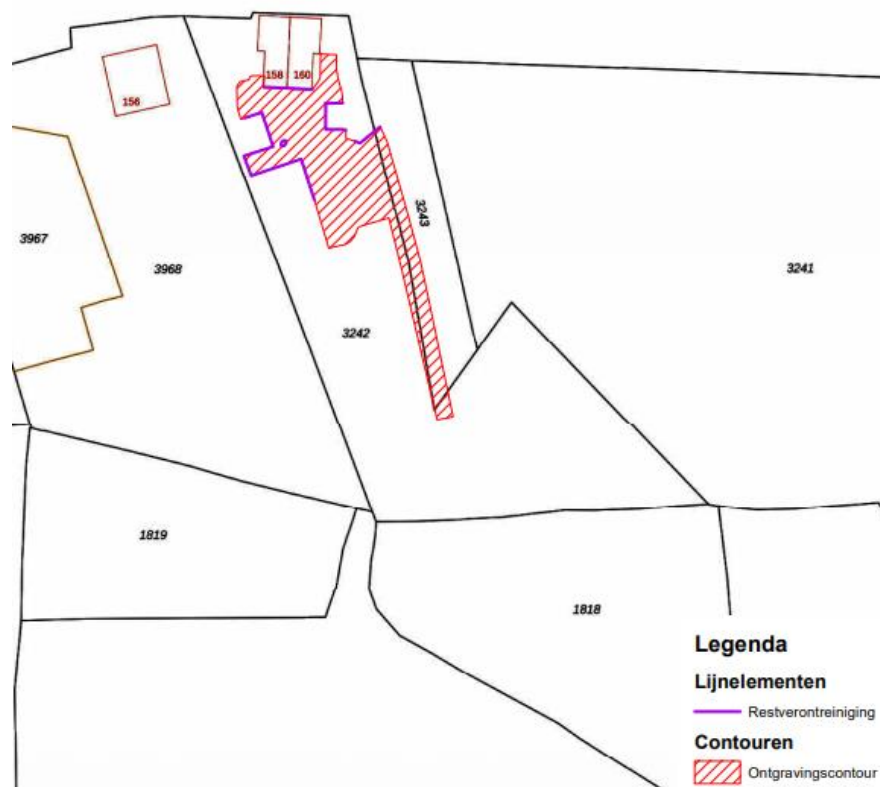 158 160
156
3243
3967
3968
3241
3242
1819
1818
Legenda
Lijnelementen
Restverontreiniging
Contouren
Ontgravingscontour